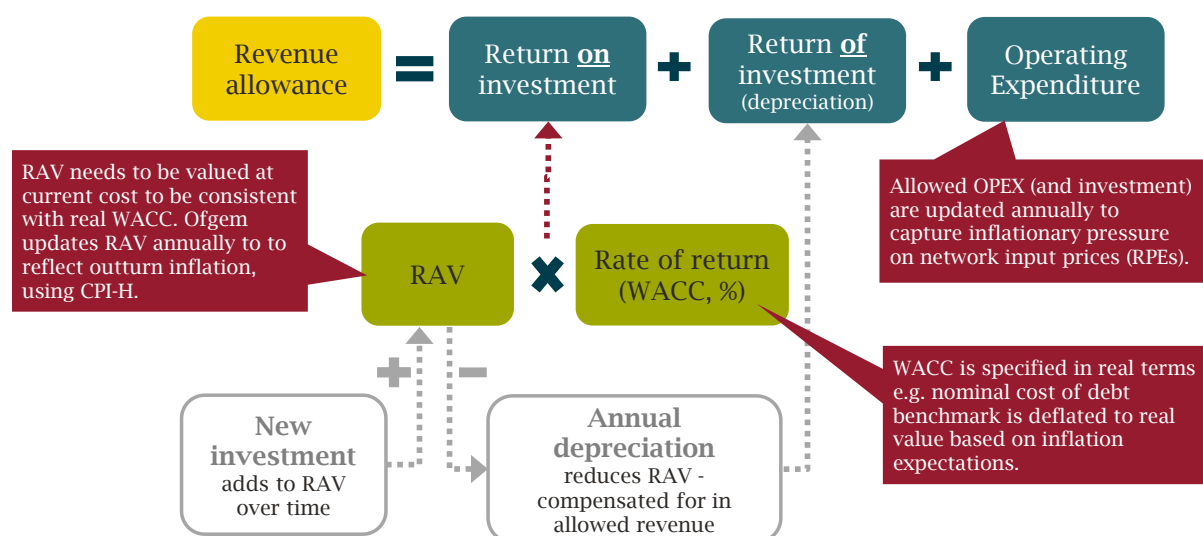 Revenue
allowance
=
Return on
investment
+
Return of
investment
(depreciation)
+
Operating
Expenditure
RAV needs to be valued at
current cost to be consistent
with real WACC. Ofgem
updates RAV annually to to
reflect outturn inflation,
using CPI-H.
Allowed OPEX (and investment)
are updated annually to
capture inflationary pressure
on network input prices (RPEs).
RAV
×
Rate of return
(WACC, %)
+
−
WACC is specified in real terms
e.g. nominal cost of debt
benchmark is deflated to real
value based on inflation
expectations.
New
investment
adds to RAV
over time
Annual
depreciation
reduces RAV -
compensated for in
allowed revenue